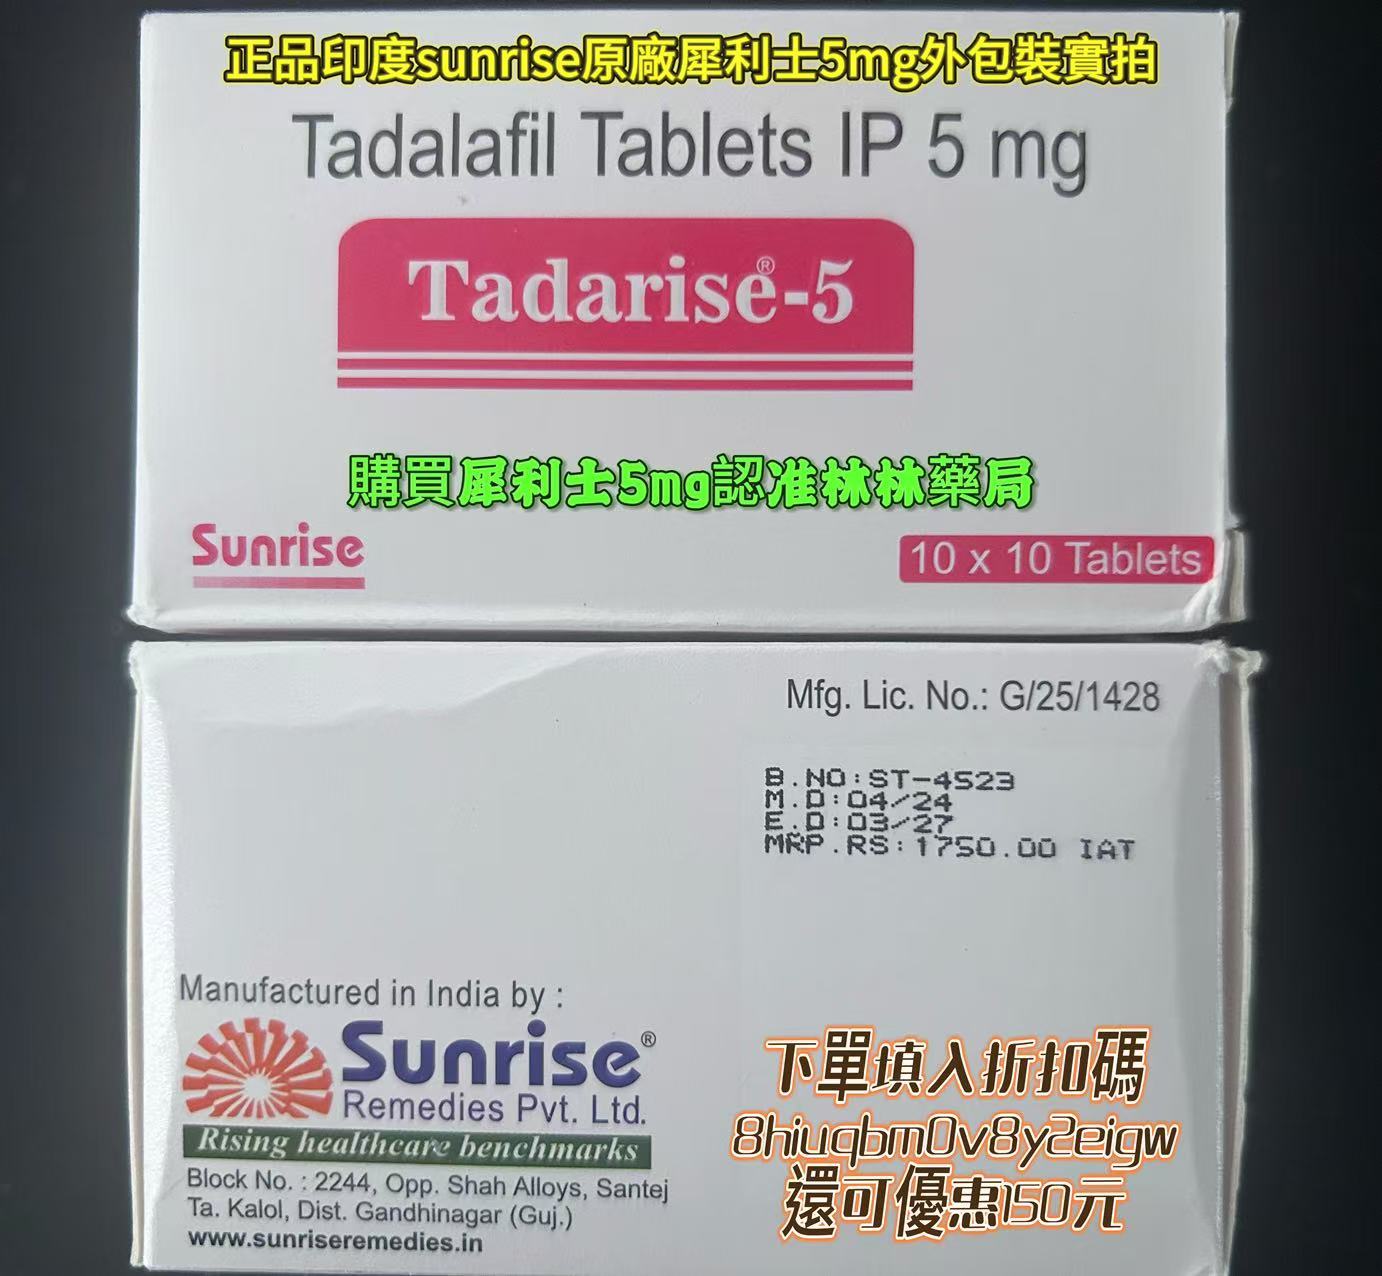 正品印度sunrise原廠犀利士5mg外包裝實拍
Tadalafil Tablets IP 5 mg
Tadarise®-5
購買犀利士5mg認准林林藥局
Sunrise
10 x 10 Tablets
Mfg. Lic. No.: G/25/1428
B.NO:ST-4523
M.D:04/24
E.D:03/27
MRP.RS:1750.00 IAT
Manufactured in India by :
Sunrise®
Remedies Pvt. Ltd.
Rising healthcare benchmarks
Block No. : 2244, Opp. Shah Alloys, Santej
Ta. Kalol, Dist. Gandhinagar (Guj.)
www.sunriseremedies.in
下單填入折扣碼
8hiuqbm0v8y2eigw
還可優惠150元